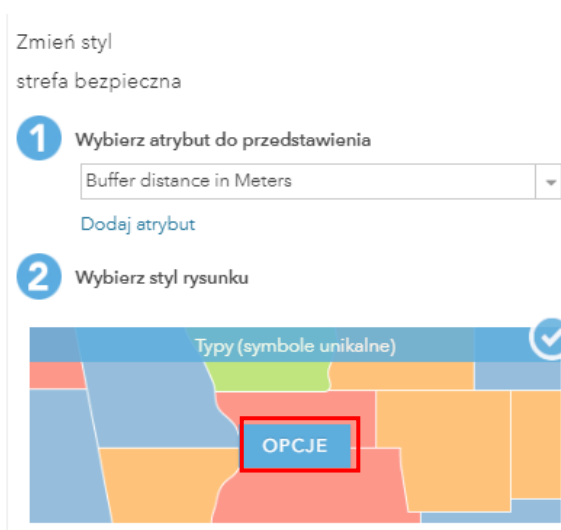 Zmień styl
strefa bezpieczna
1 Wybierz atrybut do przedstawienia
Buffer distance in Meters
Dodaj atrybut
2 Wybierz styl rysunku
Typy (symbole unikalne)
OPCJE